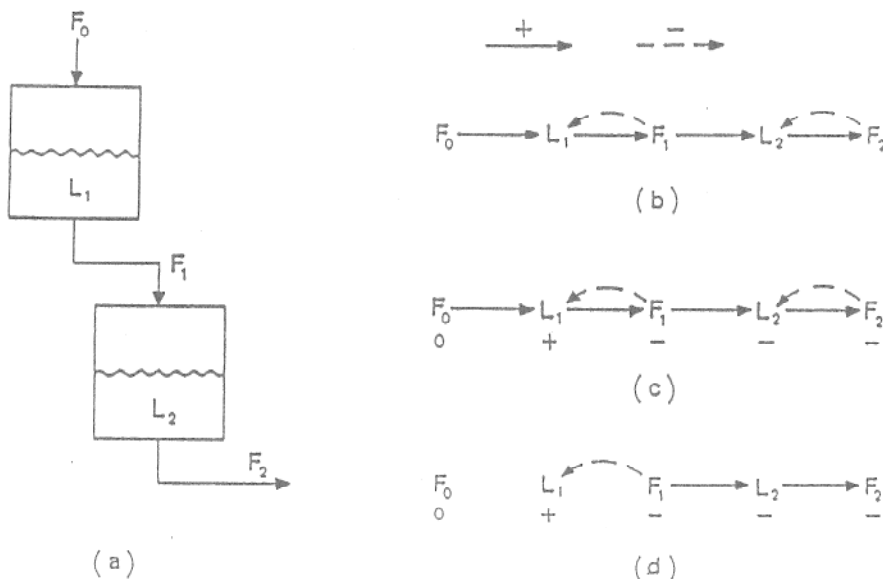 F₀
L₁
F₁
L₂
F₂
(a)
+ −
F₀ L₁ F₁ L₂ F₂
(b)
F₀ L₁ F₁ L₂ F₂
0 + − − −
(c)
F₀ L₁ F₁ L₂ F₂
0 + − − −
(d)